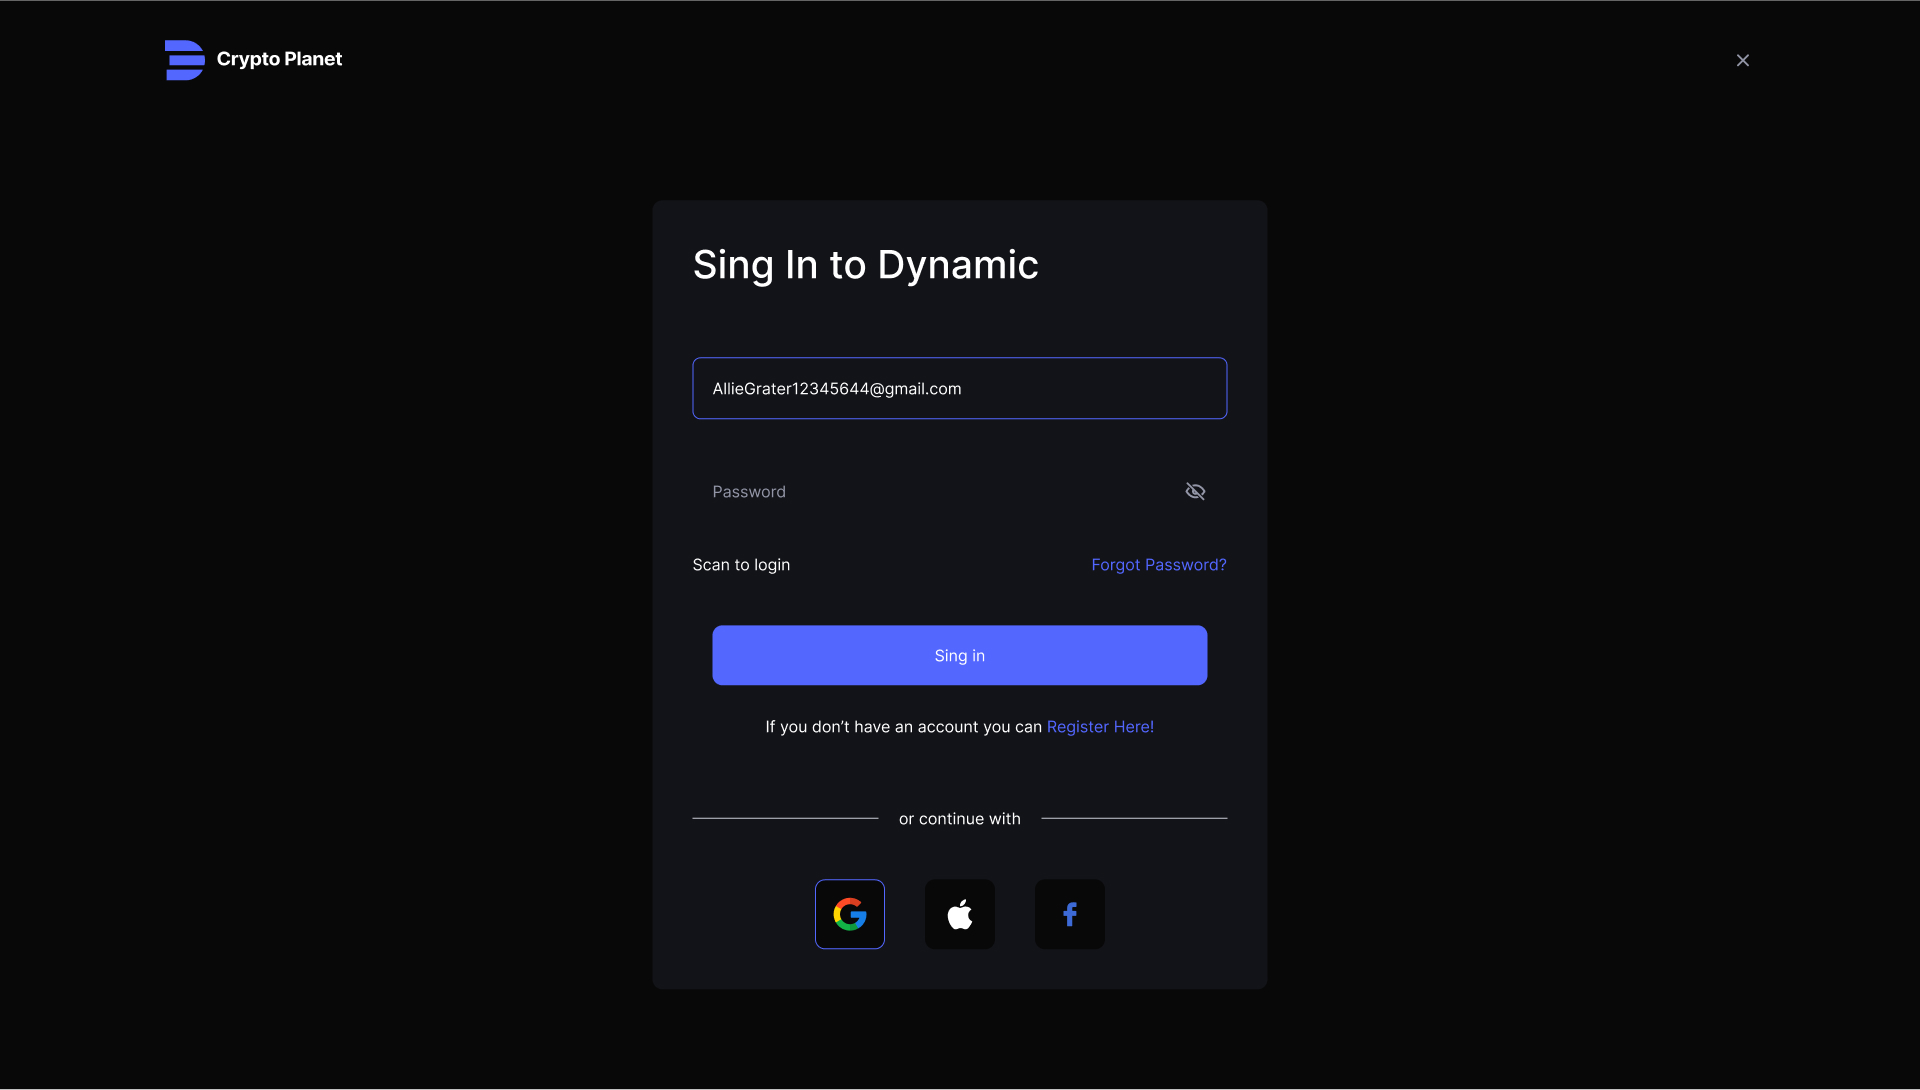 Crypto Planet
Sing In to Dynamic
AllieGrater12345644@gmail.com
Password
Scan to login
Forgot Password?
Sing in
If you don’t have an account you can Register Here!
or continue with